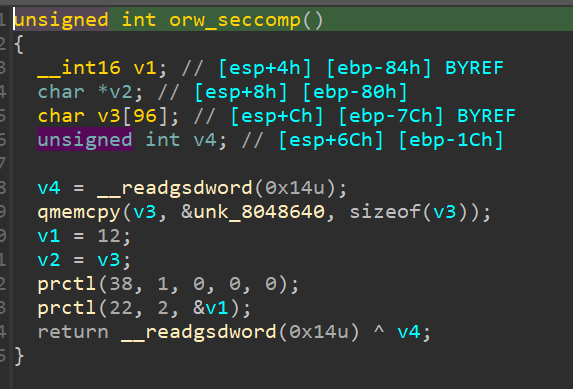 1 unsigned int orw_seccomp()
2 {
3 __int16 v1; // [esp+4h] [ebp-84h] BYREF
4 char *v2; // [esp+8h] [ebp-80h]
5 char v3[96]; // [esp+Ch] [ebp-7Ch] BYREF
6 unsigned int v4; // [esp+6Ch] [ebp-1Ch]
7
8 v4 = __readgsdword(0x14u);
9 qmemcpy(v3, &unk_8048640, sizeof(v3));
0 v1 = 12;
1 v2 = v3;
2 prctl(38, 1, 0, 0, 0);
3 prctl(22, 2, &v1);
4 return __readgsdword(0x14u) ^ v4;
5 }